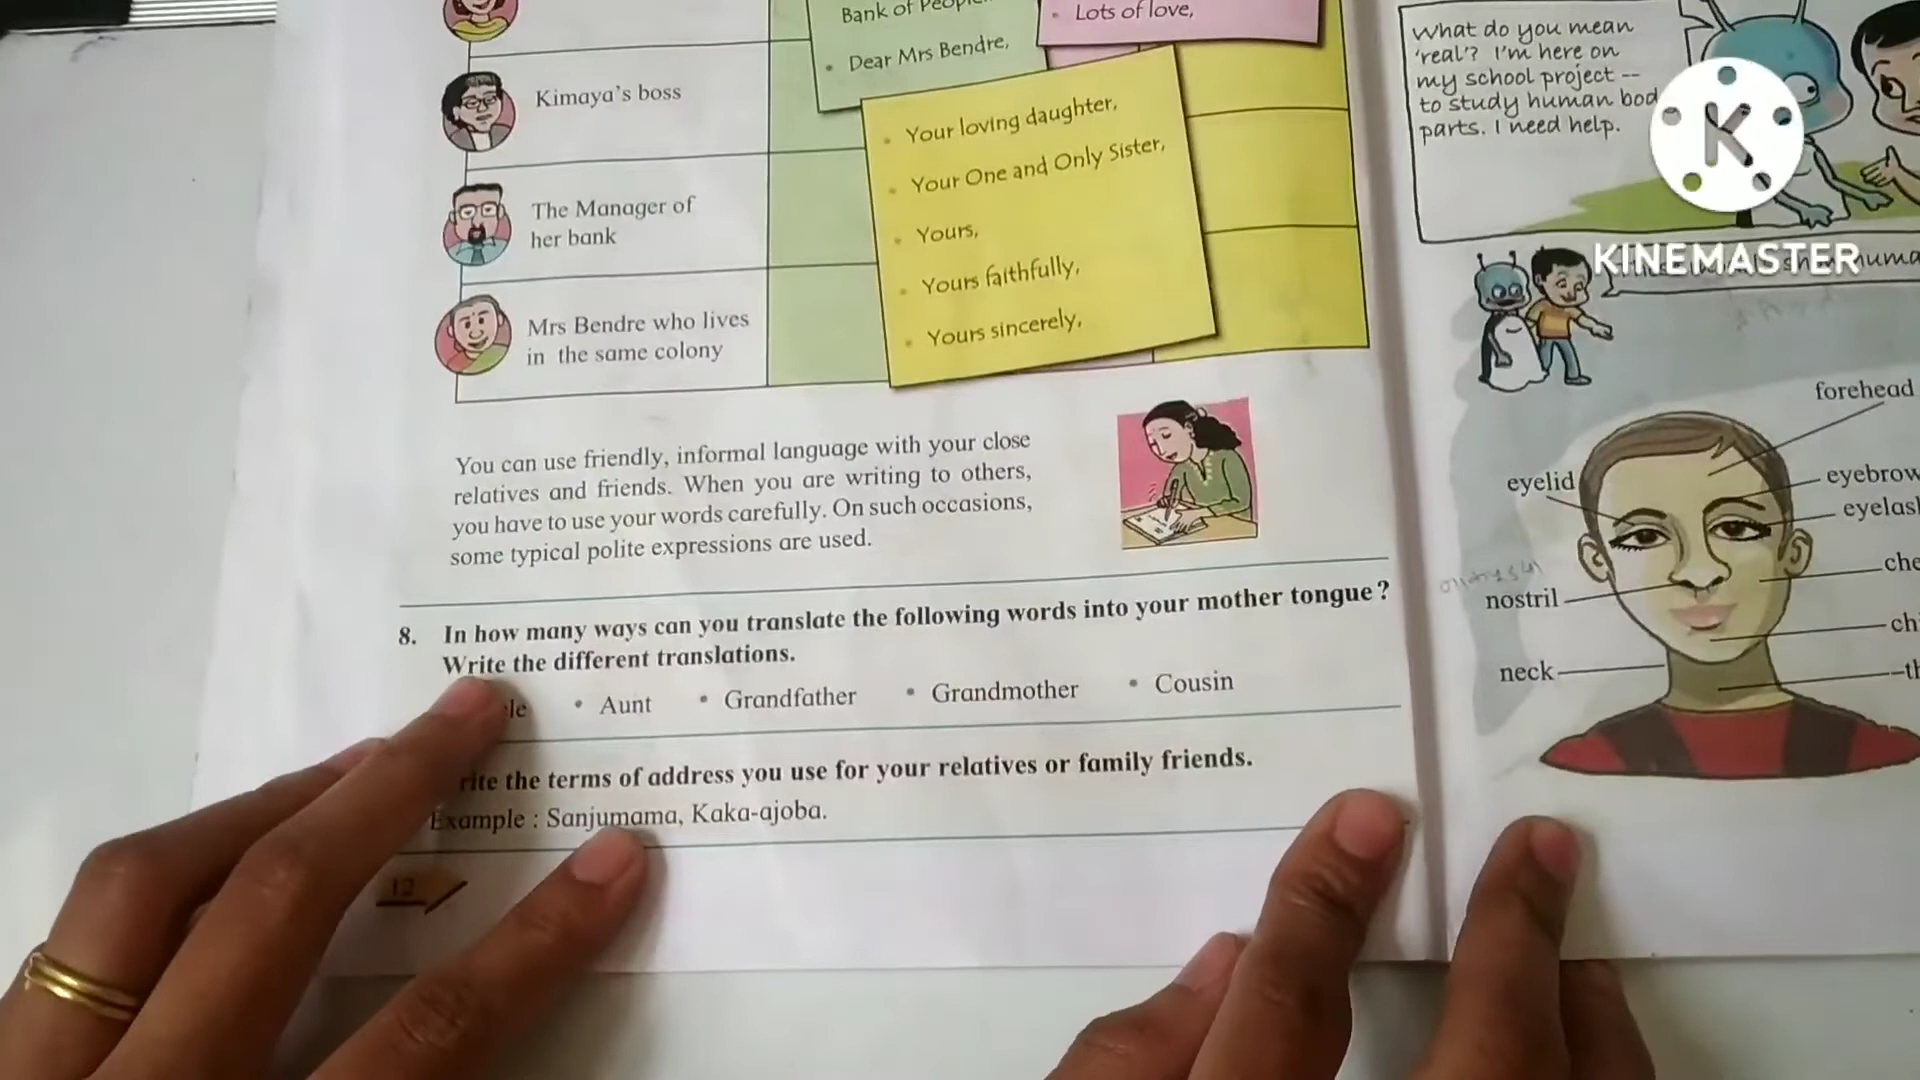 Bank of People
• Dear Mrs Bendre,
• Lots of love,
Kimaya's boss
The Manager of
her bank
Mrs Bendre who lives
in the same colony
• Your loving daughter,
• Your One and Only Sister,
• Yours,
• Yours faithfully,
• Yours sincerely,
You can use friendly, informal language with your close
relatives and friends. When you are writing to others,
you have to use your words carefully. On such occasions,
some typical polite expressions are used.
8. In how many ways can you translate the following words into your mother tongue?
Write the different translations.
• Aunt • Grandfather • Grandmother • Cousin
rite the terms of address you use for your relatives or family friends.
Example : Sanjumama, Kaka-ajoba.
12
What do you mean
'real'? I'm here on
my school project --
to study human bod
parts. I need help.
K
KINEMASTER
huma
forehead
eyelid
eyebrow
eyelas
che
nostril
ch
neck
th